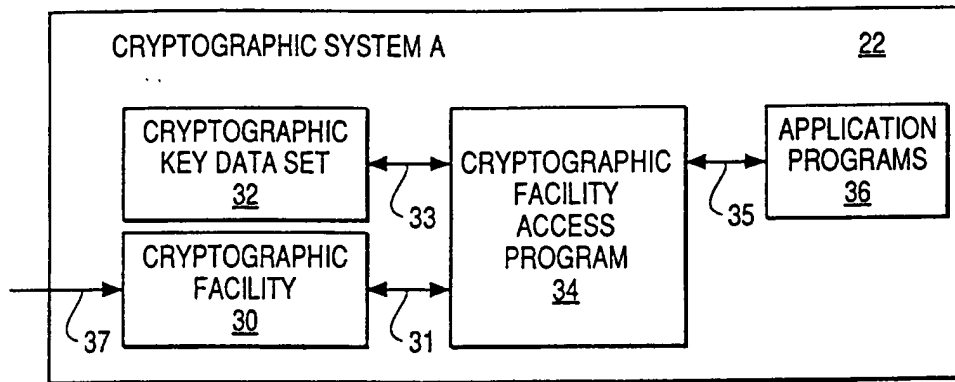 CRYPTOGRAPHIC SYSTEM A
22
CRYPTOGRAPHIC
KEY DATA SET
32
33
CRYPTOGRAPHIC
FACILITY
30
31
37
CRYPTOGRAPHIC
FACILITY
ACCESS
PROGRAM
34
35
APPLICATION
PROGRAMS
36